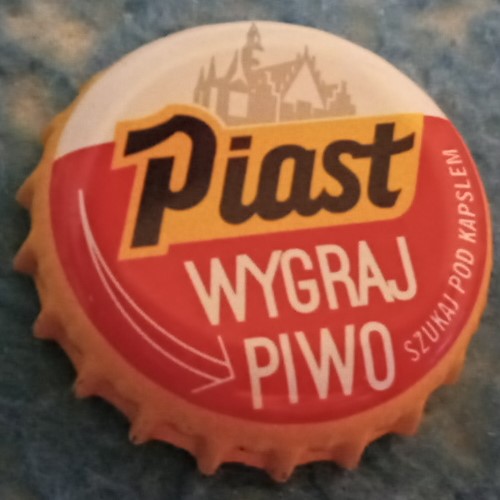 Piast
WYGRAJ
PIWO
SZUKAJ POD KAPSLEM